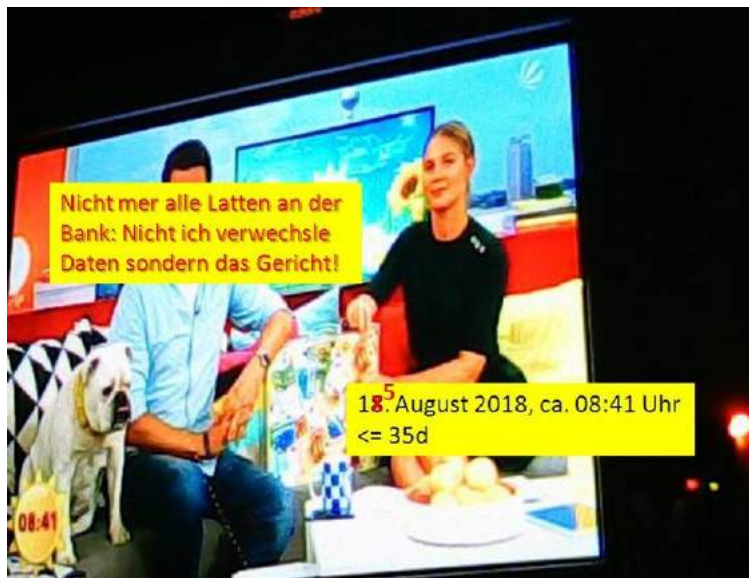 Nicht mer alle Latten an der
Bank: Nicht ich verwechsle
Daten sondern das Gericht!
18.5 August 2018, ca. 08:41 Uhr
<= 35d
08:41